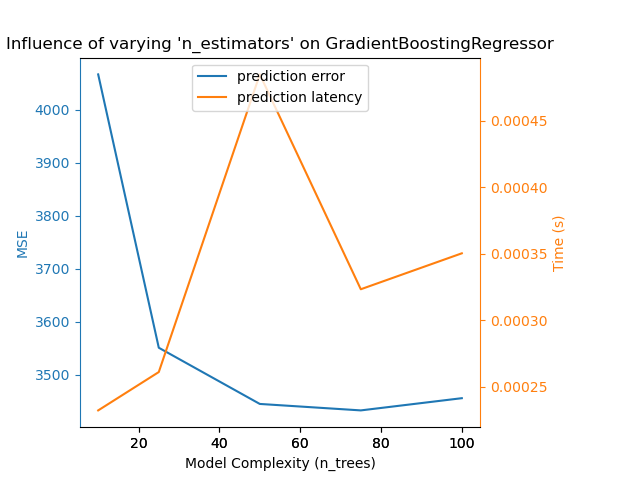 Influence of varying 'n_estimators' on GradientBoostingRegressor
prediction error
prediction latency
MSE
4000
3900
3800
3700
3600
3500
0.00045
0.00040
0.00035
0.00030
0.00025
Time (s)
20 40 60 80 100
Model Complexity (n_trees)